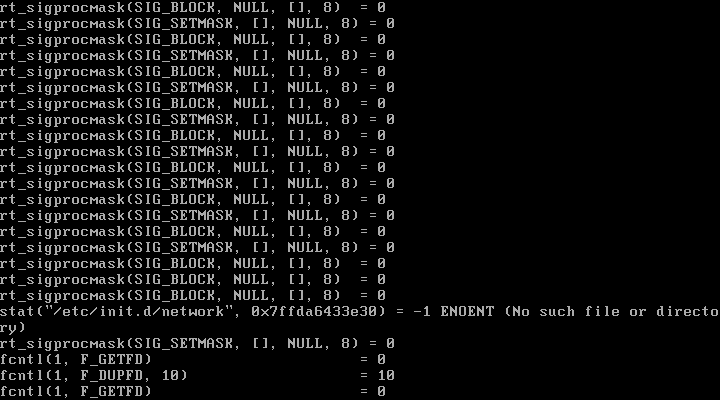 rt_sigprocmask(SIG_BLOCK, NULL, [], 8)  = 0
rt_sigprocmask(SIG_SETMASK, [], NULL, 8) = 0
rt_sigprocmask(SIG_BLOCK, NULL, [], 8)  = 0
rt_sigprocmask(SIG_SETMASK, [], NULL, 8) = 0
rt_sigprocmask(SIG_BLOCK, NULL, [], 8)  = 0
rt_sigprocmask(SIG_SETMASK, [], NULL, 8) = 0
rt_sigprocmask(SIG_BLOCK, NULL, [], 8)  = 0
rt_sigprocmask(SIG_SETMASK, [], NULL, 8) = 0
rt_sigprocmask(SIG_BLOCK, NULL, [], 8)  = 0
rt_sigprocmask(SIG_SETMASK, [], NULL, 8) = 0
rt_sigprocmask(SIG_BLOCK, NULL, [], 8)  = 0
rt_sigprocmask(SIG_SETMASK, [], NULL, 8) = 0
rt_sigprocmask(SIG_BLOCK, NULL, [], 8)  = 0
rt_sigprocmask(SIG_SETMASK, [], NULL, 8) = 0
rt_sigprocmask(SIG_BLOCK, NULL, [], 8)  = 0
rt_sigprocmask(SIG_SETMASK, [], NULL, 8) = 0
rt_sigprocmask(SIG_BLOCK, NULL, [], 8)  = 0
rt_sigprocmask(SIG_BLOCK, NULL, [], 8)  = 0
rt_sigprocmask(SIG_BLOCK, NULL, [], 8)  = 0
stat("/etc/init.d/network", 0x7ffda6433e30) = -1 ENOENT (No such file or directo
ry)
rt_sigprocmask(SIG_SETMASK, [], NULL, 8) = 0
fcntl(1, F_GETFD)                       = 0
fcntl(1, F_DUPFD, 10)                   = 10
fcntl(1, F_GETFD)                       = 0